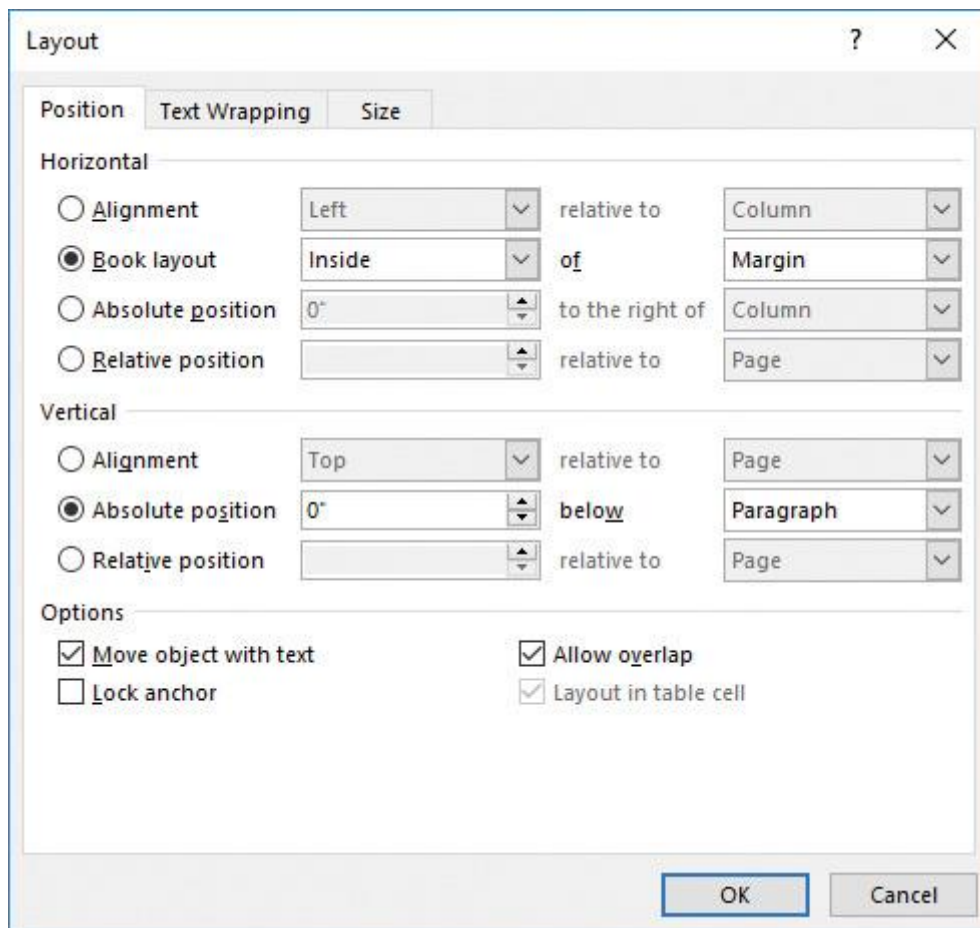 Layout ?
Position Text Wrapping Size
Horizontal
Alignment Left relative to Column
Book layout Inside of Margin
Absolute position 0" to the right of Column
Relative position relative to Page
Vertical
Alignment Top relative to Page
Absolute position 0" below Paragraph
Relative position relative to Page
Options
Move object with text Allow overlap
Lock anchor Layout in table cell
OK Cancel